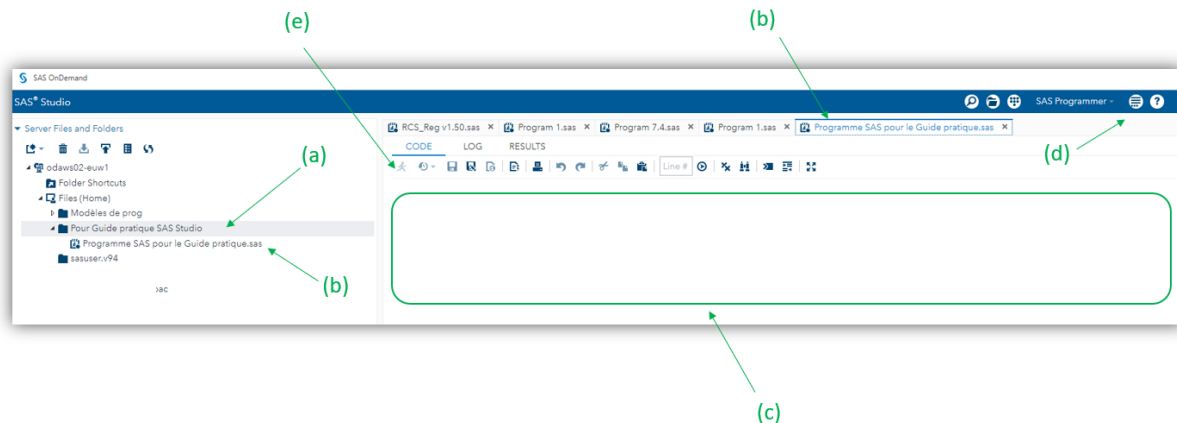 (e)
(b)
SAS OnDemand
SAS® Studio
SAS Programmer
Server Files and Folders
RCS_Reg v1.50.sas
Program 1.sas
Program 7.4.sas
Program 1.sas
Programme SAS pour le Guide pratique.sas
CODE
LOG
RESULTS
Line #
(a)
(d)
odaws02-euw1
Folder Shortcuts
Files (Home)
Modèles de prog
Pour Guide pratique SAS Studio
Programme SAS pour le Guide pratique.sas
sasuser.v94
(b)
(c)